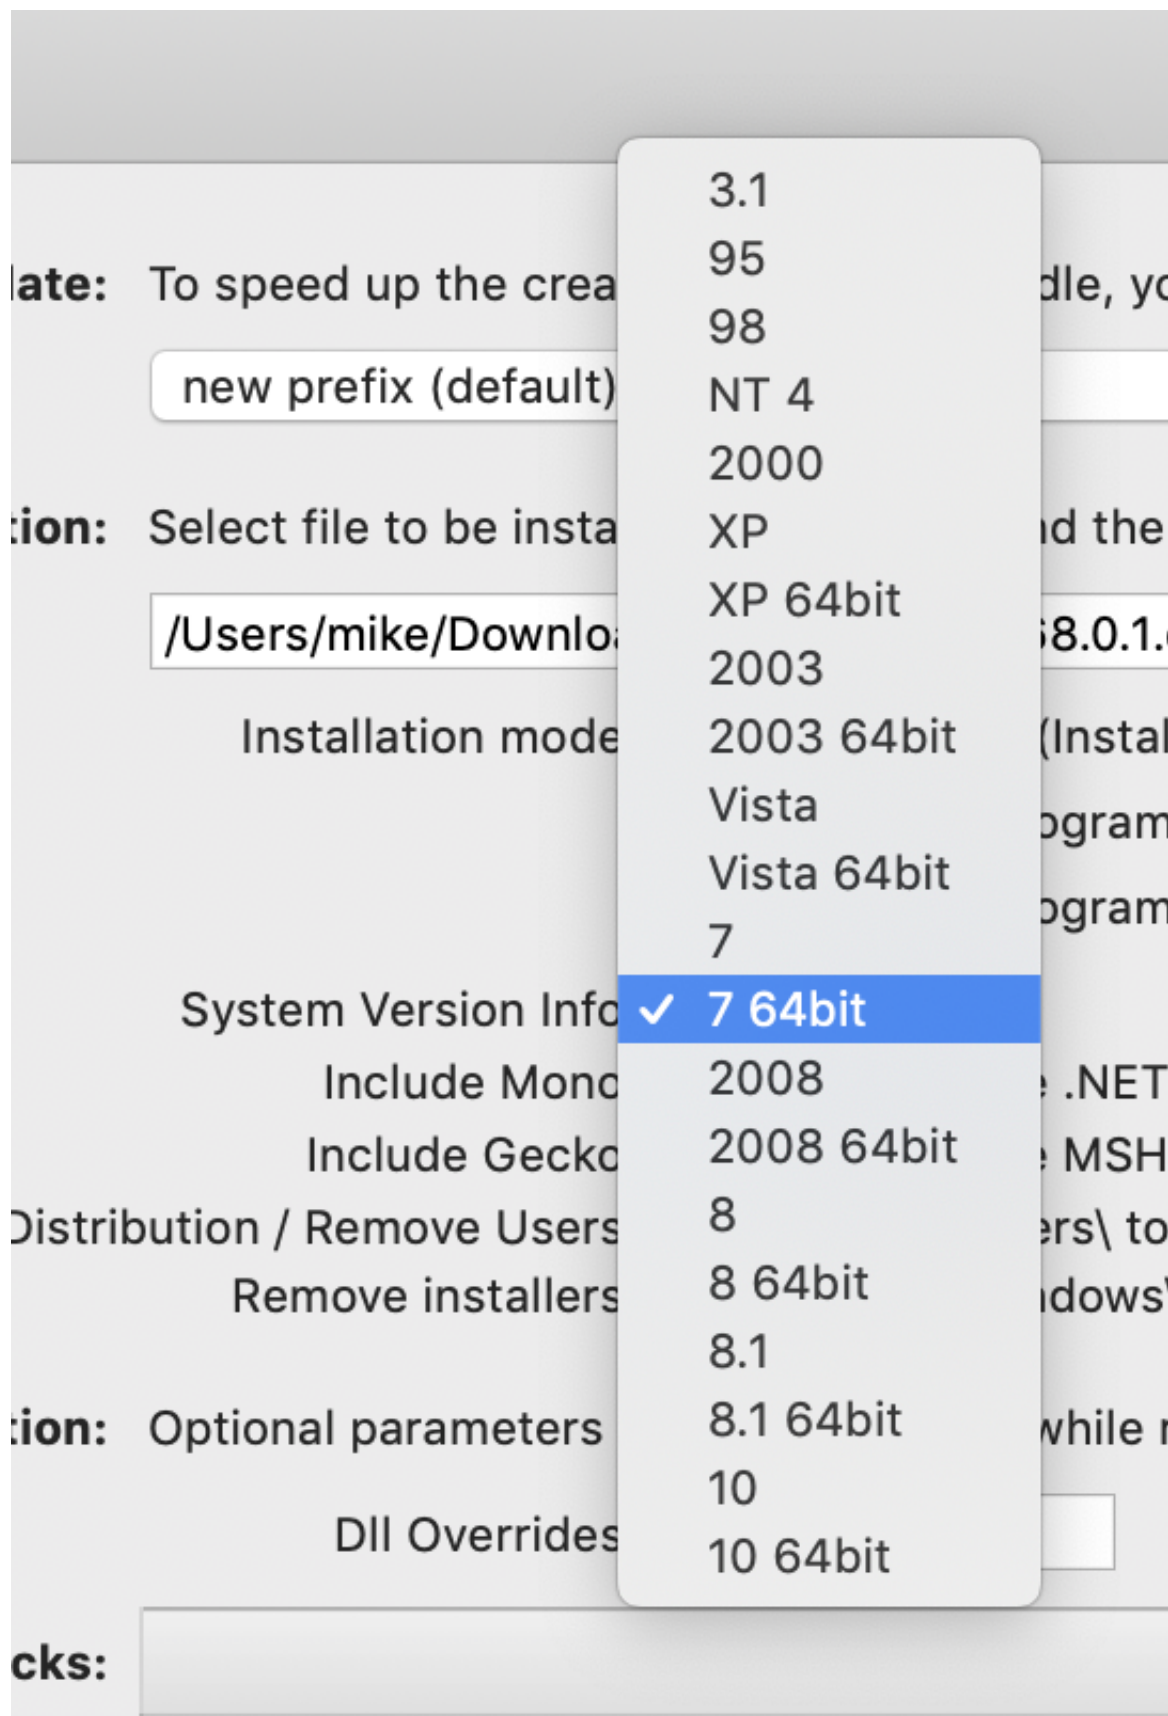 3.1
95
late: To speed up the crea dle, yo
98
new prefix (default)
NT 4
2000
tion: Select file to be insta XP nd the
XP 64bit
/Users/mike/Downloa 68.0.1.
2003
Installation mode 2003 64bit (Instal
Vista ogram
Vista 64bit
ogram
7
System Version Info ✓ 7 64bit
Include Mono 2008 e .NET
Include Gecko 2008 64bit e MSH
Distribution / Remove Users 8 ers\ to
Remove installers 8 64bit ndows\
8.1
tion: Optional parameters 8.1 64bit while r
10
Dll Overrides 10 64bit
cks: